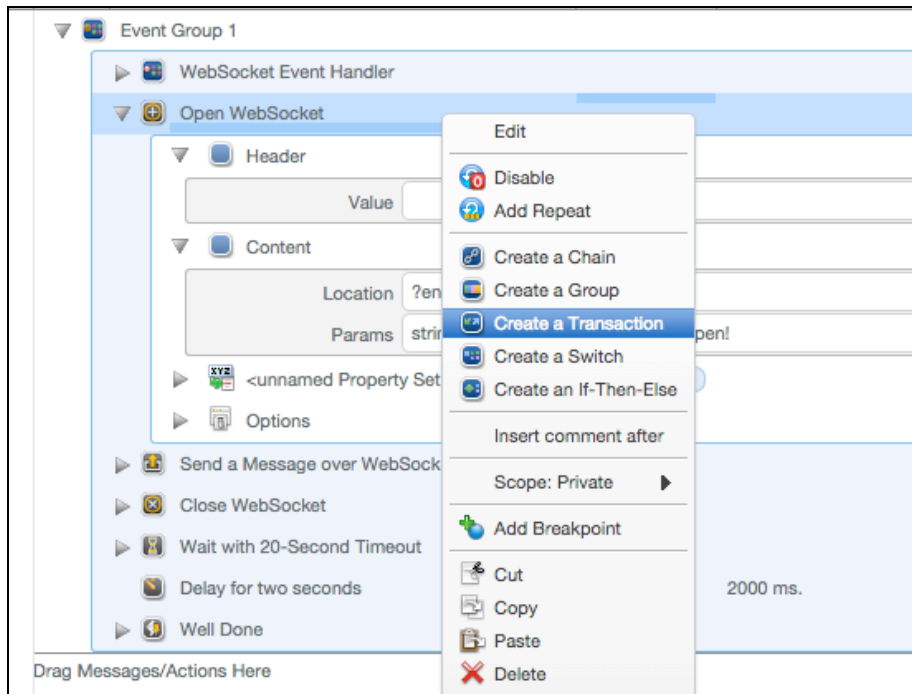 Event Group 1
WebSocket Event Handler
Open WebSocket
Header
Value
Content
Location ?en
Params strin
pen!
XYZ
<unnamed Property Set
Options
Send a Message over WebSock
Close WebSocket
Wait with 20-Second Timeout
Delay for two seconds 2000 ms.
Well Done
Drag Messages/Actions Here
Edit
Disable
Add Repeat
Create a Chain
Create a Group
Create a Transaction
Create a Switch
Create an If-Then-Else
Insert comment after
Scope: Private
Add Breakpoint
Cut
Copy
Paste
Delete